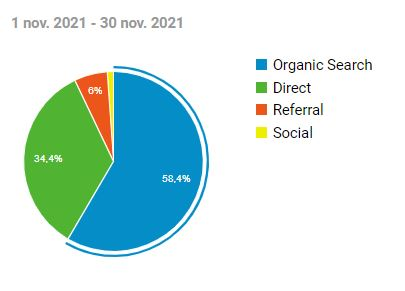 1 nov. 2021 - 30 nov. 2021
Organic Search
Direct
Referral
Social
6%
34,4%
58,4%